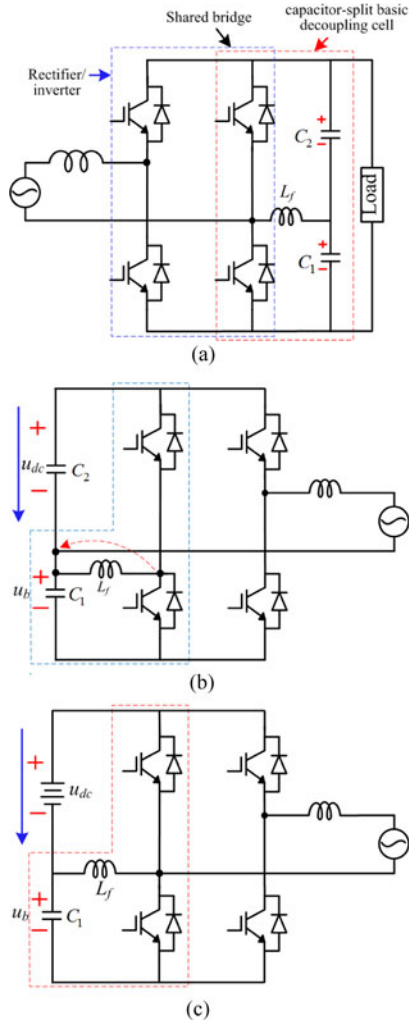 capacitor-split basic
decoupling cell
Shared bridge
Rectifier/
inverter
+
−
C2
Lf
+
−
C1
Load
(a)
+
udc
−
C2
+
ub
−
C1
Lf
(b)
+
udc
−
Lf
+
ub
−
C1
(c)